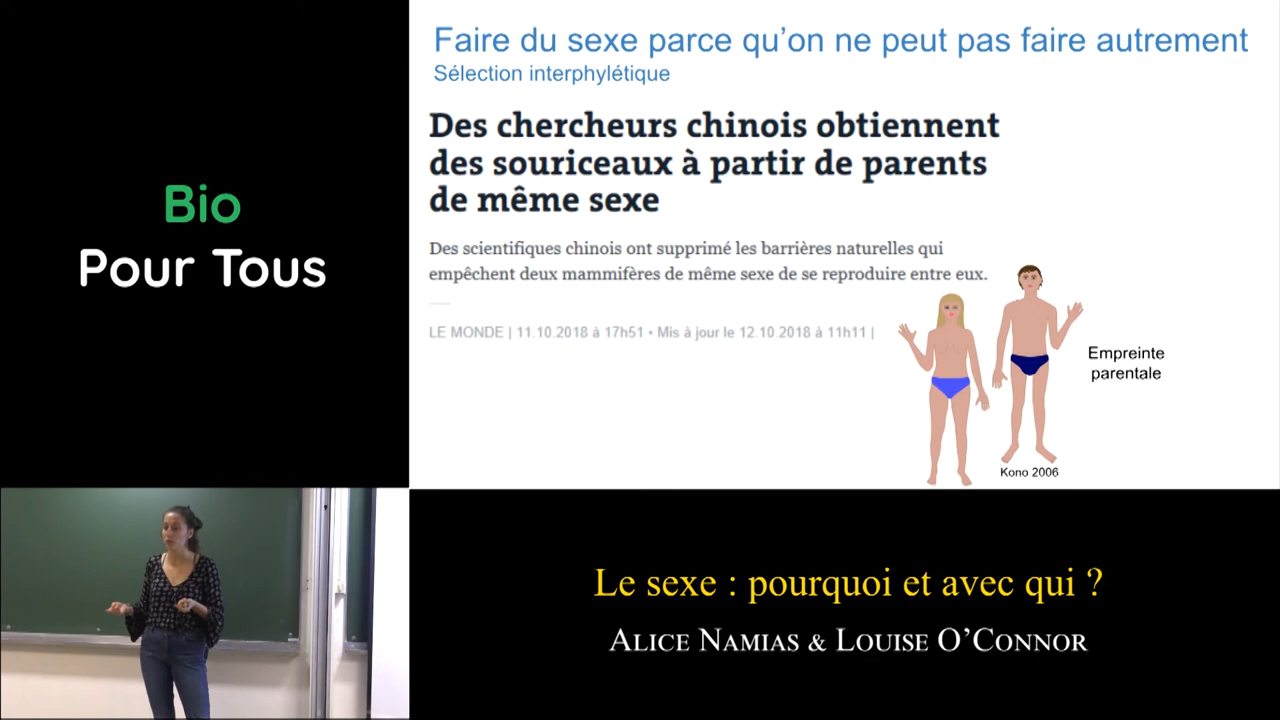 Bio
Pour Tous
Faire du sexe parce qu'on ne peut pas faire autrement
Sélection interphylétique
Des chercheurs chinois obtiennent
des souriceaux à partir de parents
de même sexe
Des scientifiques chinois ont supprimé les barrières naturelles qui
empêchent deux mammifères de même sexe de se reproduire entre eux.
LE MONDE | 11.10.2018 à 17h51 • Mis à jour le 12.10.2018 à 11h11 |
Empreinte
parentale
Kono 2006
Le sexe : pourquoi et avec qui ?
ALICE NAMIAS & LOUISE O'CONNOR